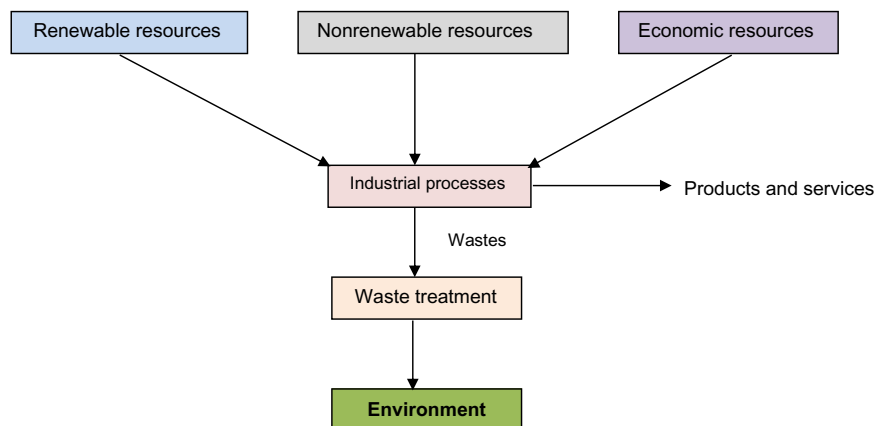 Renewable resources
Nonrenewable resources
Economic resources
Industrial processes
Products and services
Wastes
Waste treatment
Environment